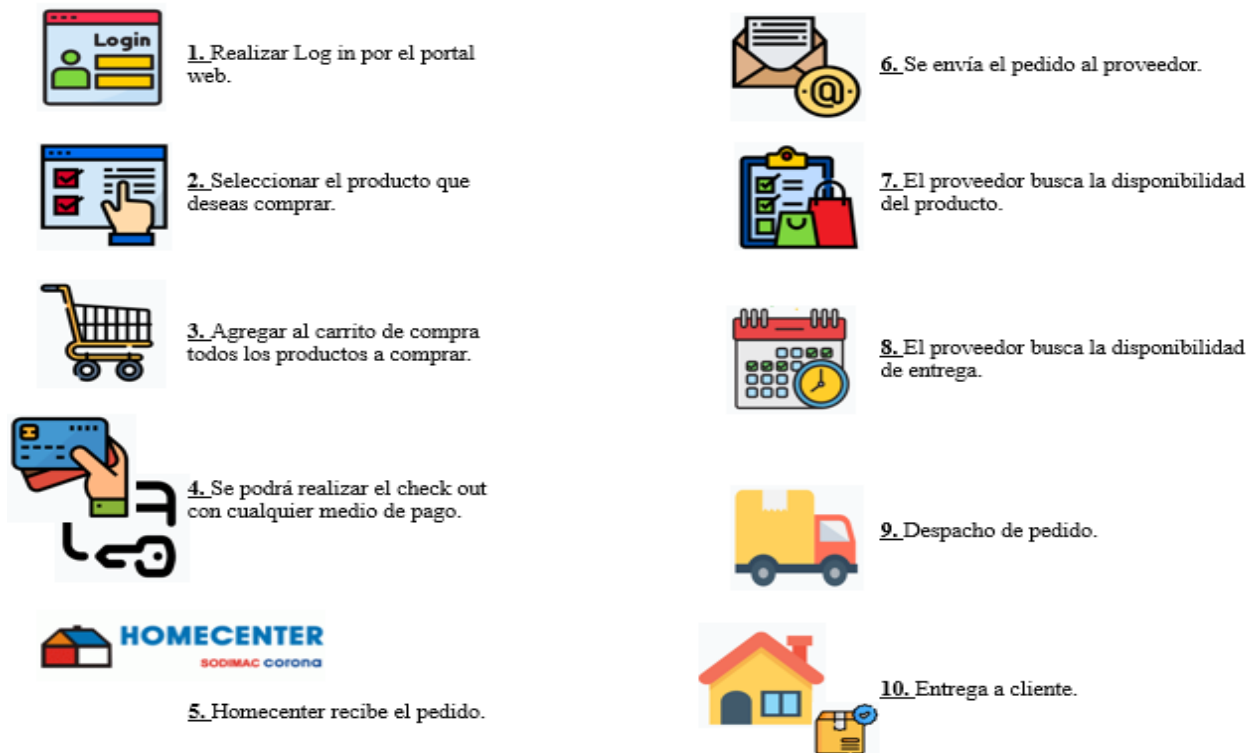 Login
1. Realizar Log in por el portal
web.
2. Seleccionar el producto que
deseas comprar.
3. Agregar al carrito de compra
todos los productos a comprar.
4. Se podrá realizar el check out
con cualquier medio de pago.
HOMECENTER
SODIMAC corona
5. Homecenter recibe el pedido.
@
6. Se envía el pedido al proveedor.
7. El proveedor busca la disponibilidad
del producto.
8. El proveedor busca la disponibilidad
de entrega.
9. Despacho de pedido.
10. Entrega a cliente.